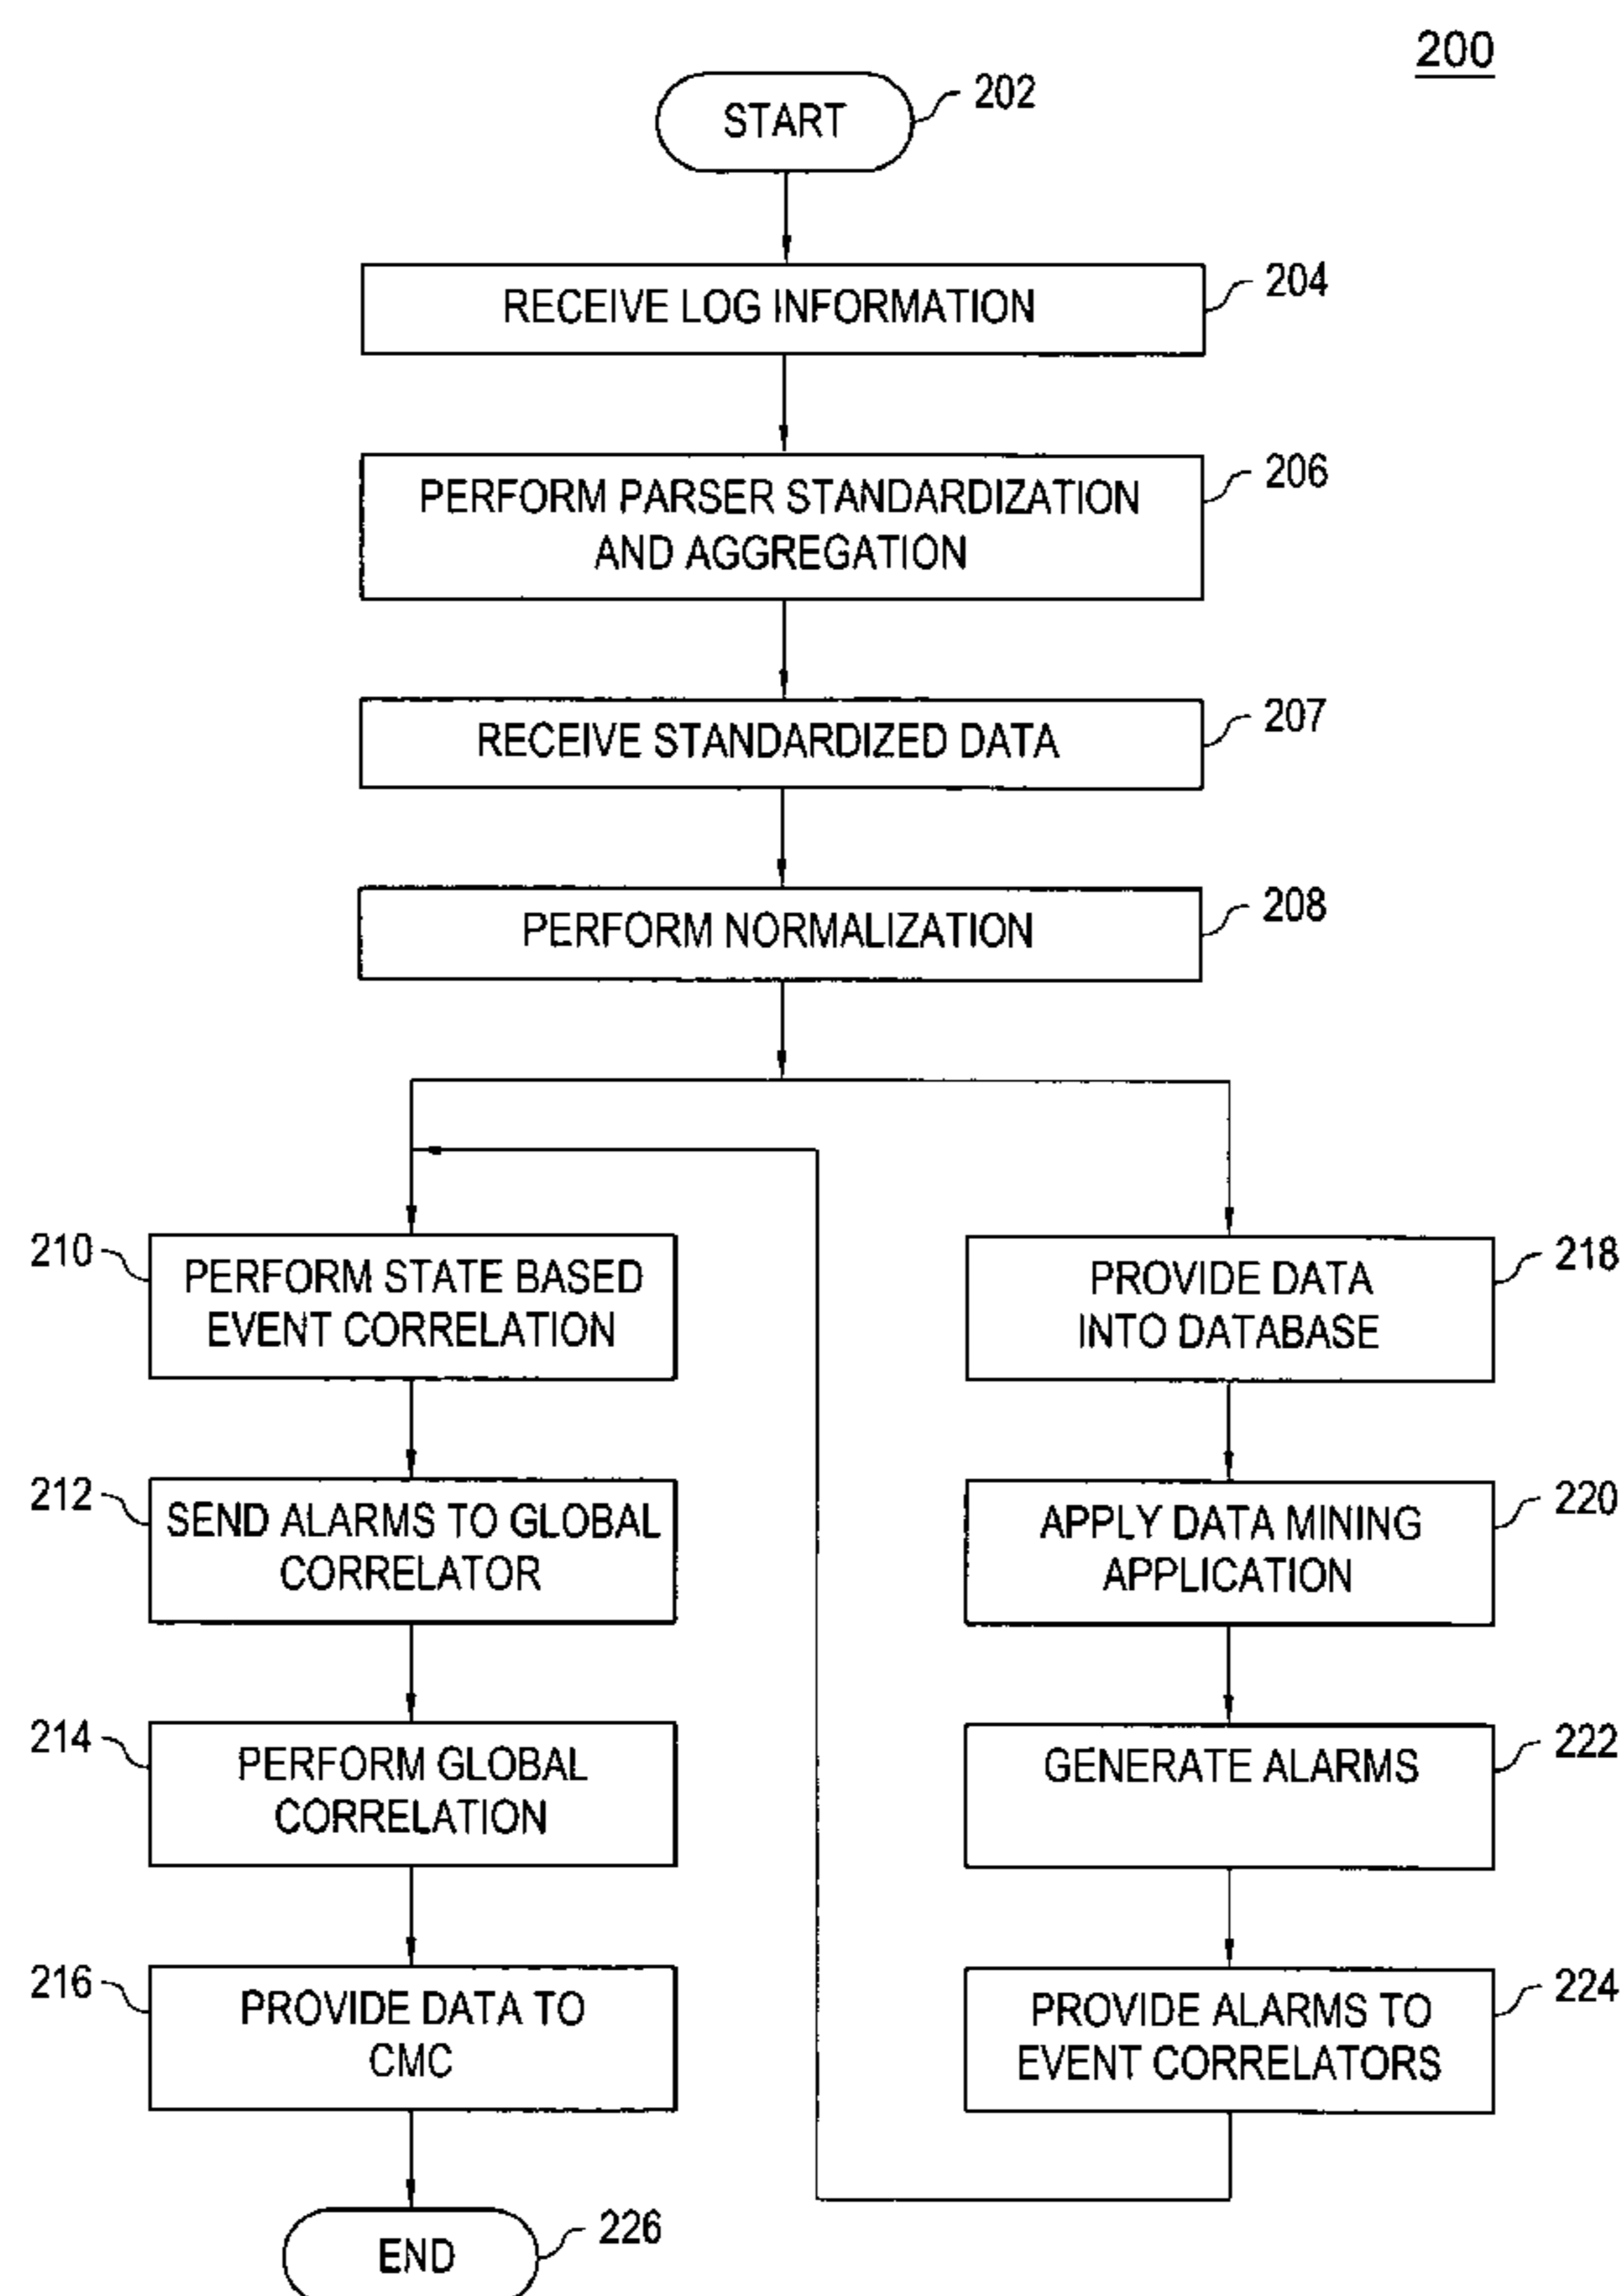 200
START
202
RECEIVE LOG INFORMATION
204
PERFORM PARSER STANDARDIZATION
AND AGGREGATION
206
RECEIVE STANDARDIZED DATA
207
PERFORM NORMALIZATION
208
210
PERFORM STATE BASED
EVENT CORRELATION
212
SEND ALARMS TO GLOBAL
CORRELATOR
214
PERFORM GLOBAL
CORRELATION
216
PROVIDE DATA TO
CMC
END
226
PROVIDE DATA
INTO DATABASE
218
APPLY DATA MINING
APPLICATION
220
GENERATE ALARMS
222
PROVIDE ALARMS TO
EVENT CORRELATORS
224